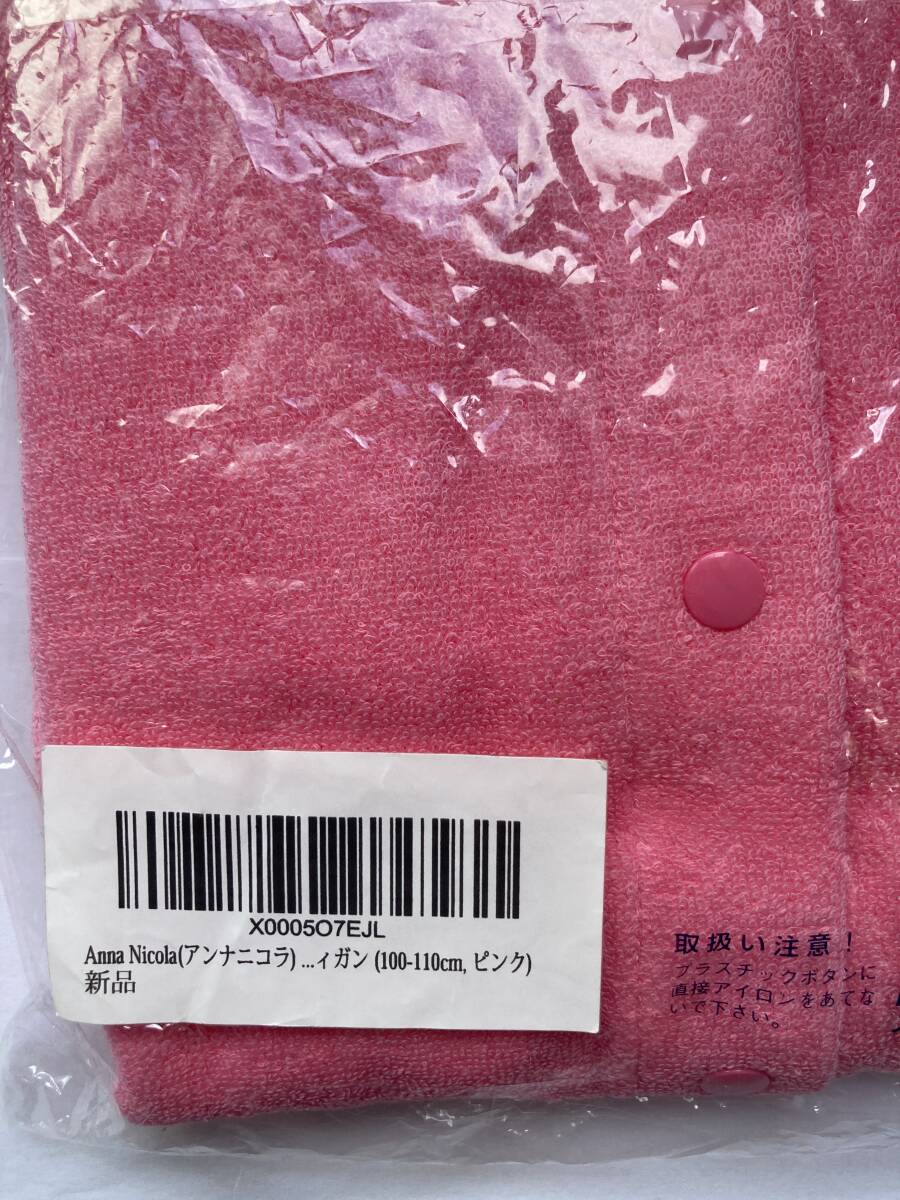 X0005O7EJL
Anna Nicola(アンナニコラ) ...ィガン (100-110cm, ピンク)
新品
取扱い注意!
プラスチックボタンに
直接アイロンをあてな
いで下さい。